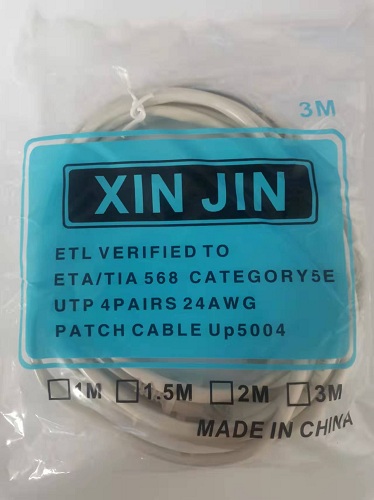 3M
XIN JIN
ETL VERIFIED TO
ETA/TIA 568 CATEGORY5E
UTP 4PAIRS 24AWG
PATCH CABLE Up5004
1M 1.5M 2M 3M
MADE IN CHINA